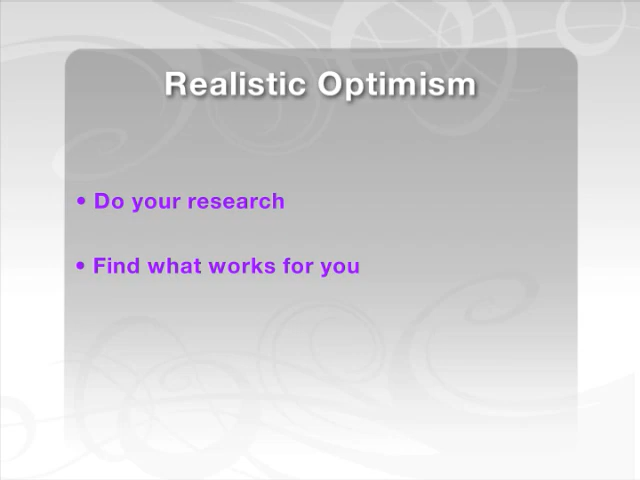 Realistic Optimism
• Do your research
• Find what works for you